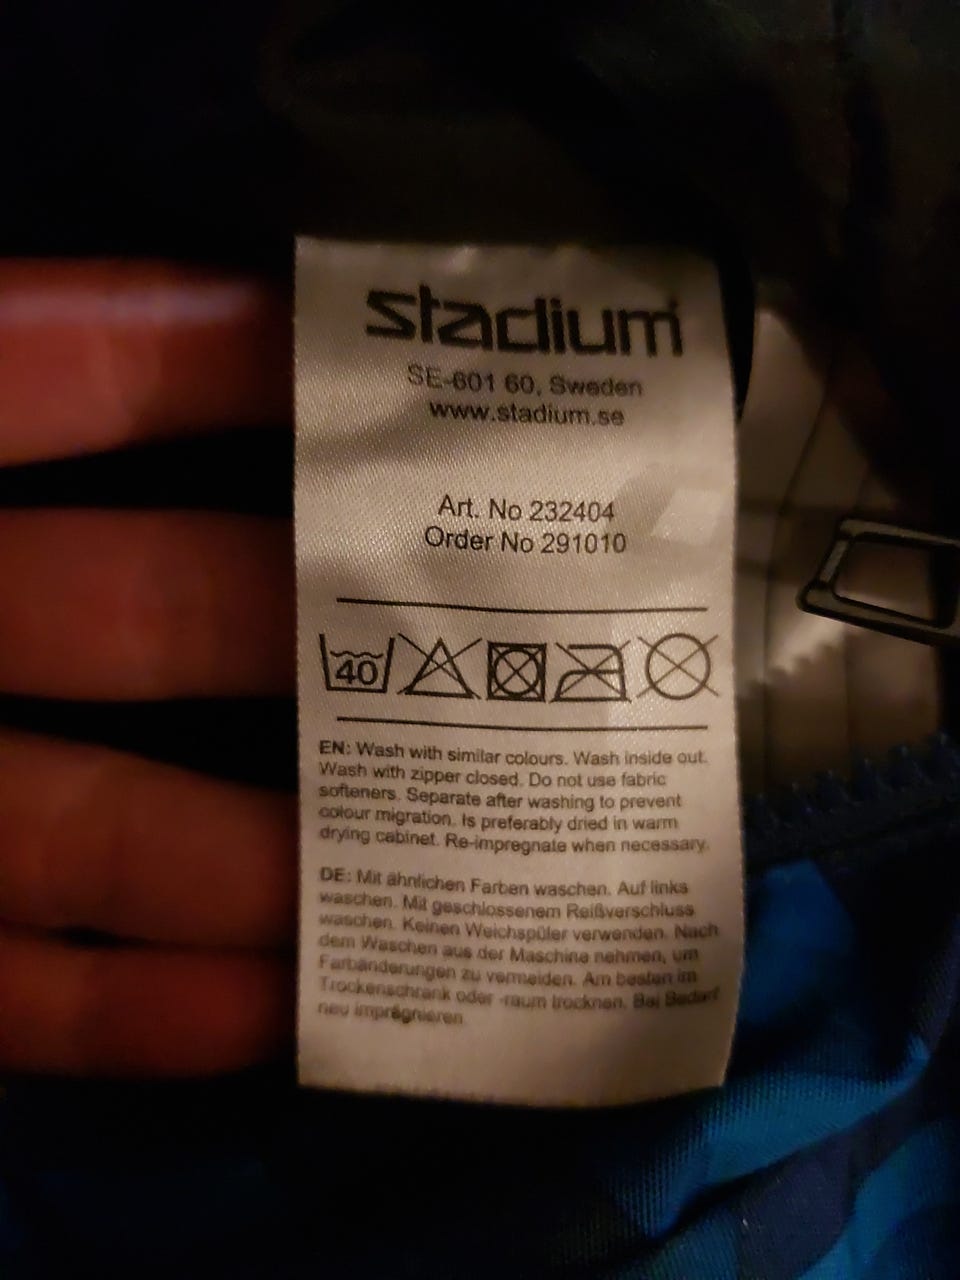 stadium
SE-601 60, Sweden
www.stadium.se
Art. No 232404
Order No 291010
40
EN: Wash with similar colours. Wash inside out.
Wash with zipper closed. Do not use fabric
softeners. Separate after washing to prevent
colour migration. Is preferably dried in warm
drying cabinet. Re-impregnate when necessary.
DE: Mit ähnlichen Farben waschen. Auf links
waschen. Mit geschlossenem Reißverschluss
waschen. Keinen Weichspüler verwenden. Nach
dem Waschen aus der Maschine nehmen, um
Farbänderungen zu vermeiden. Am besten im
Trockenschrank oder -raum trocknen. Bei Bedarf
neu imprägnieren.